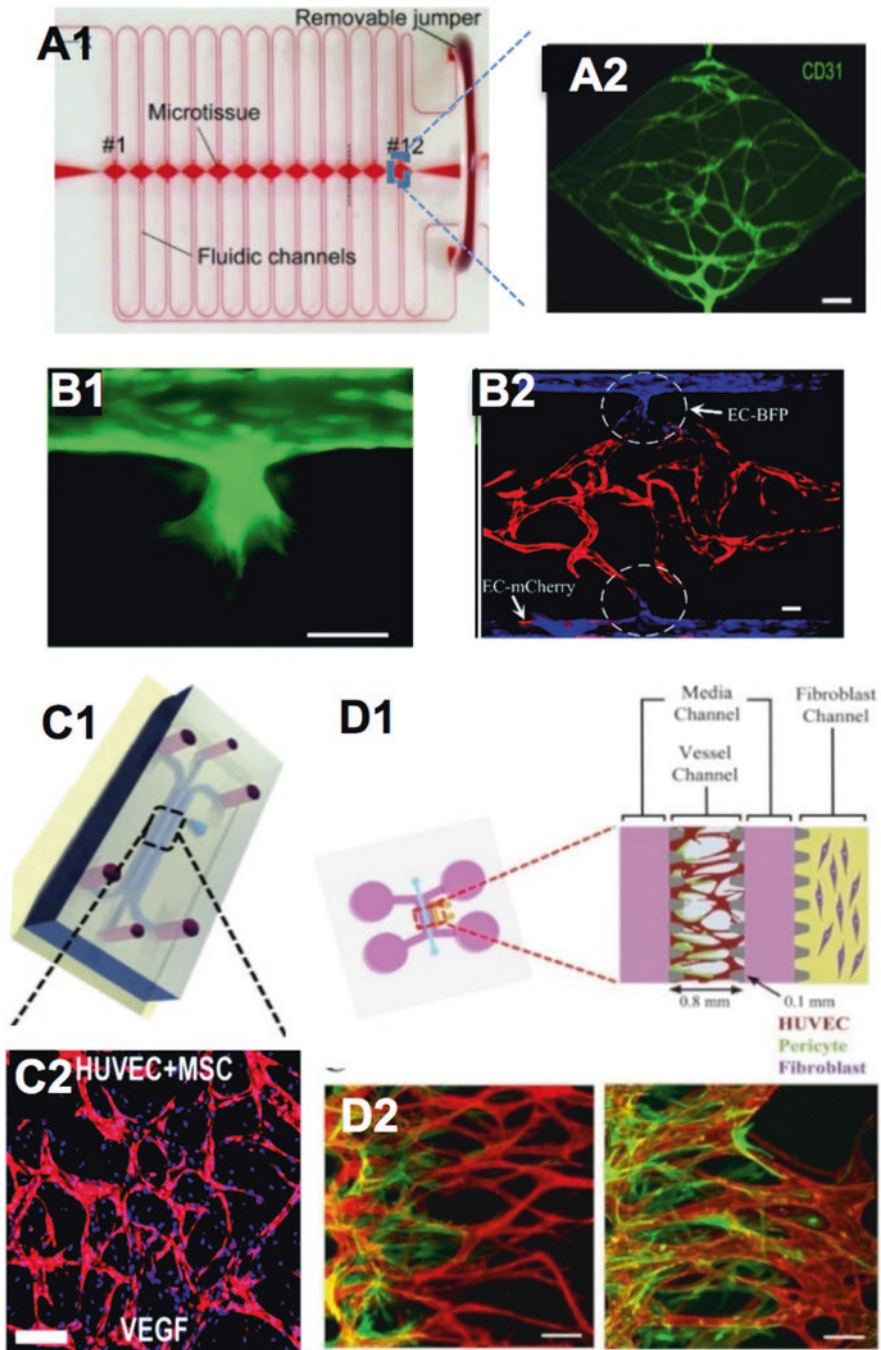 A1
Removable jumper
Microtissue
#1
#12
Fluidic channels
A2
CD31
B1
B2
EC-BFP
EC-mCherry
C1
D1
Media
Channel
Fibroblast
Channel
Vessel
Channel
0.8 mm
0.1 mm
HUVEC
Pericyte
Fibroblast
C2
HUVEC+MSC
VEGF
D2